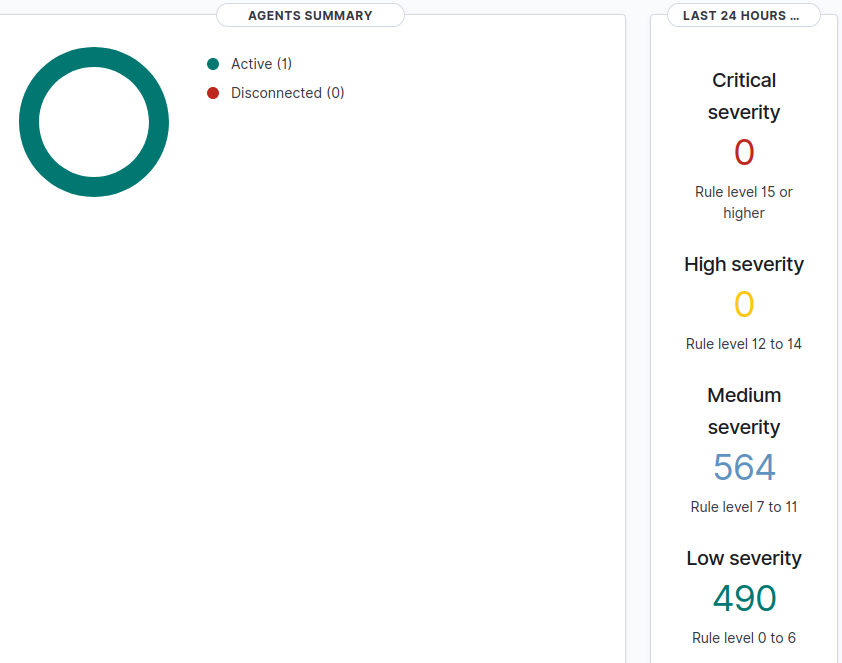 AGENTS SUMMARY
Active (1)
Disconnected (0)
LAST 24 HOURS ...
Critical
severity
0
Rule level 15 or
higher
High severity
0
Rule level 12 to 14
Medium
severity
564
Rule level 7 to 11
Low severity
490
Rule level 0 to 6